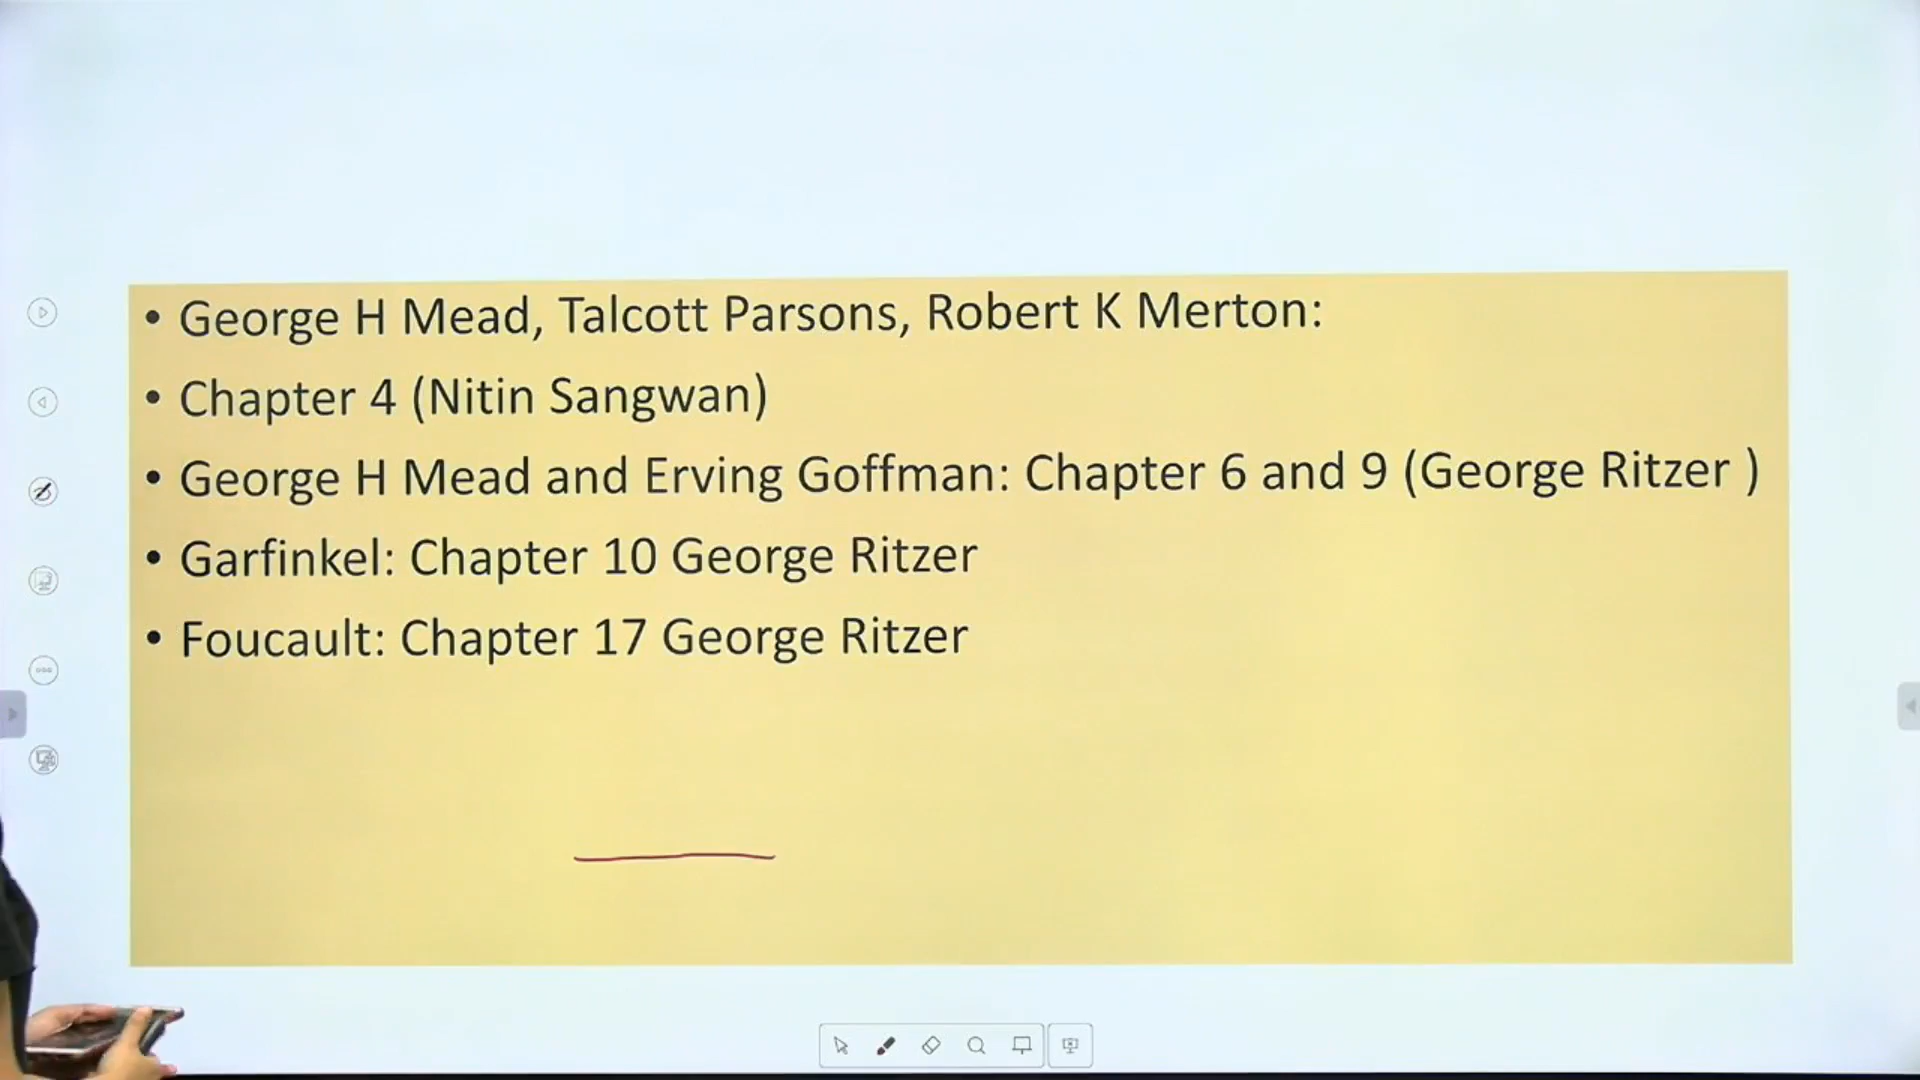 • George H Mead, Talcott Parsons, Robert K Merton:
• Chapter 4 (Nitin Sangwan)
• George H Mead and Erving Goffman: Chapter 6 and 9 (George Ritzer )
• Garfinkel: Chapter 10 George Ritzer
• Foucault: Chapter 17 George Ritzer